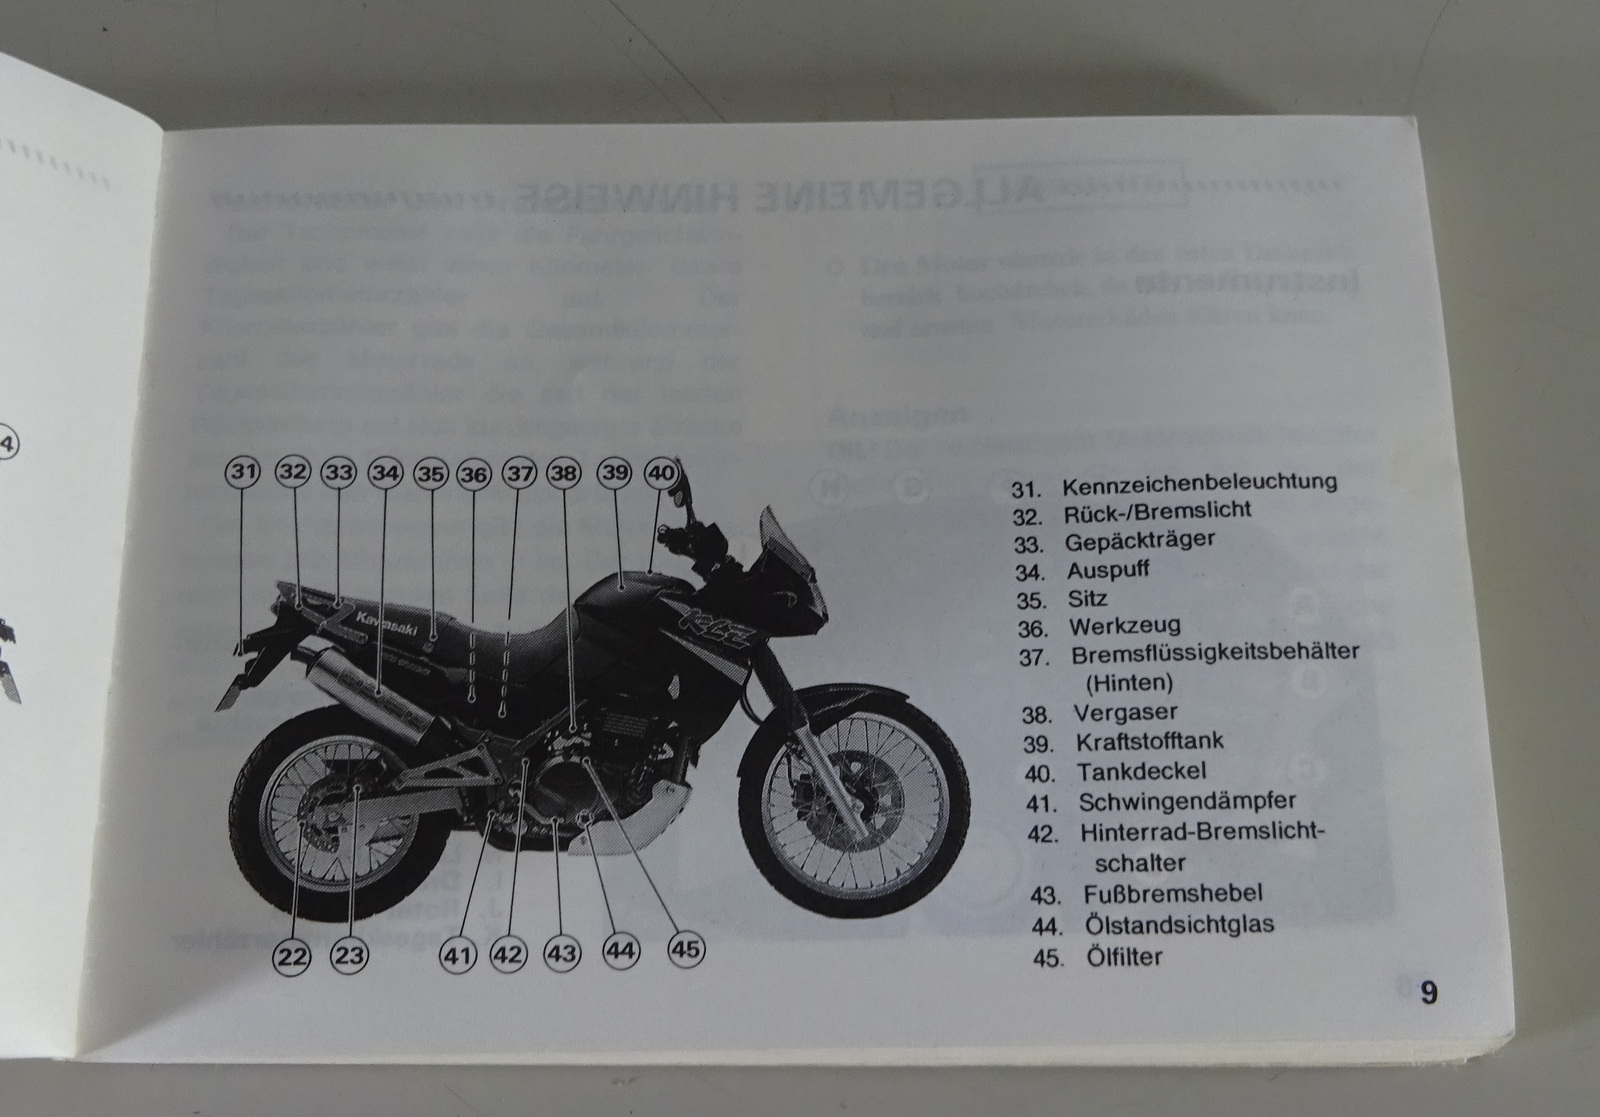 4
31 32 33 34 35 36 37 38 39 40
Kawasaki
KLE
22 23 41 42 43 44 45
31. Kennzeichenbeleuchtung
32. Rück-/Bremslicht
33. Gepäckträger
34. Auspuff
35. Sitz
36. Werkzeug
37. Bremsflüssigkeitsbehälter
(Hinten)
38. Vergaser
39. Kraftstofftank
40. Tankdeckel
41. Schwingendämpfer
42. Hinterrad-Bremslicht-
schalter
43. Fußbremshebel
44. Ölstandsichtglas
45. Ölfilter
9